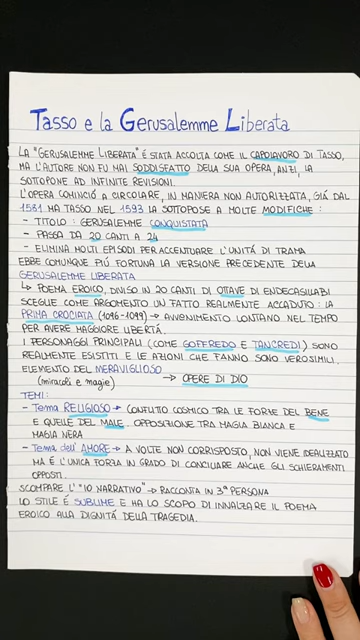 Tasso e la Gerusalemme Liberata
LA "GERUSALEMME LIBERATA" É STATA ACCOLTA COME IL CAPOLAVORO DI TASSO,
MA L'AUTORE NON FU MAI SODDISFATTO DELLA SUA OPERA, ANZI, LA
SOTTOPONE AD INFINITE REVISIONI.
L'OPERA COMINCIÒ A CIRCOLARE, IN MANIERA NON AUTORIZZATA, GIÁ DAL
1581 MA TASSO NEL 1593 LA SOTTOPOSE A MOLTE MODIFICHE:
- TITOLO: GERUSALEMME CONQUISTATA
- PASSA DA 20 CANTI A 24
- ELIMINA MOLTI EPISODI PER ACCENTUARE L'UNITÁ DI TRAMA
EBBE COMUNQUE PIÚ FORTUNA LA VERSIONE PRECEDENTE DELLA
GERUSALEMME LIBERATA
↳ POEMA EROICO, DIVISO IN 20 CANTI DI OTTAVE DI ENDECASILLABI
SCEGLIE COME ARGOMENTO UN FATTO REALMENTE ACCADUTO: LA
PRIMA CROCIATA (1096-1099) → AVVENIMENTO LONTANO NEL TEMPO
PER AVERE MAGGIORE LIBERTÁ.
I PERSONAGGI PRINCIPALI (COME GOFFREDO E TANCREDI) SONO
REALMENTE ESISTITI E LE AZIONI CHE FANNO SONO VEROSIMILI.
ELEMENTO DEL MERAVIGLIOSO
(miracoli e magie) → OPERE DI DIO
TEMI:
- Tema RELIGIOSO → CONFLITTO COSMICO TRA LE FORZE DEL BENE
E QUELLE DEL MALE. OPPOSIZIONE TRA MAGIA BIANCA E
MAGIA NERA
- Tema dell'AMORE → A VOLTE NON CORRISPOSTO, NON VIENE IDEALIZZATO
MA É L'UNICA FORZA IN GRADO DI CONCILIARE ANCHE GLI SCHIERAMENTI
OPPOSTI.
SCOMPARE L'"IO NARRATIVO" → RACCONTA IN 3ª PERSONA
LO STILE É SUBLIME E HA LO SCOPO DI INNALZARE IL POEMA
EROICO ALLA DIGNITÁ DELLA TRAGEDIA.